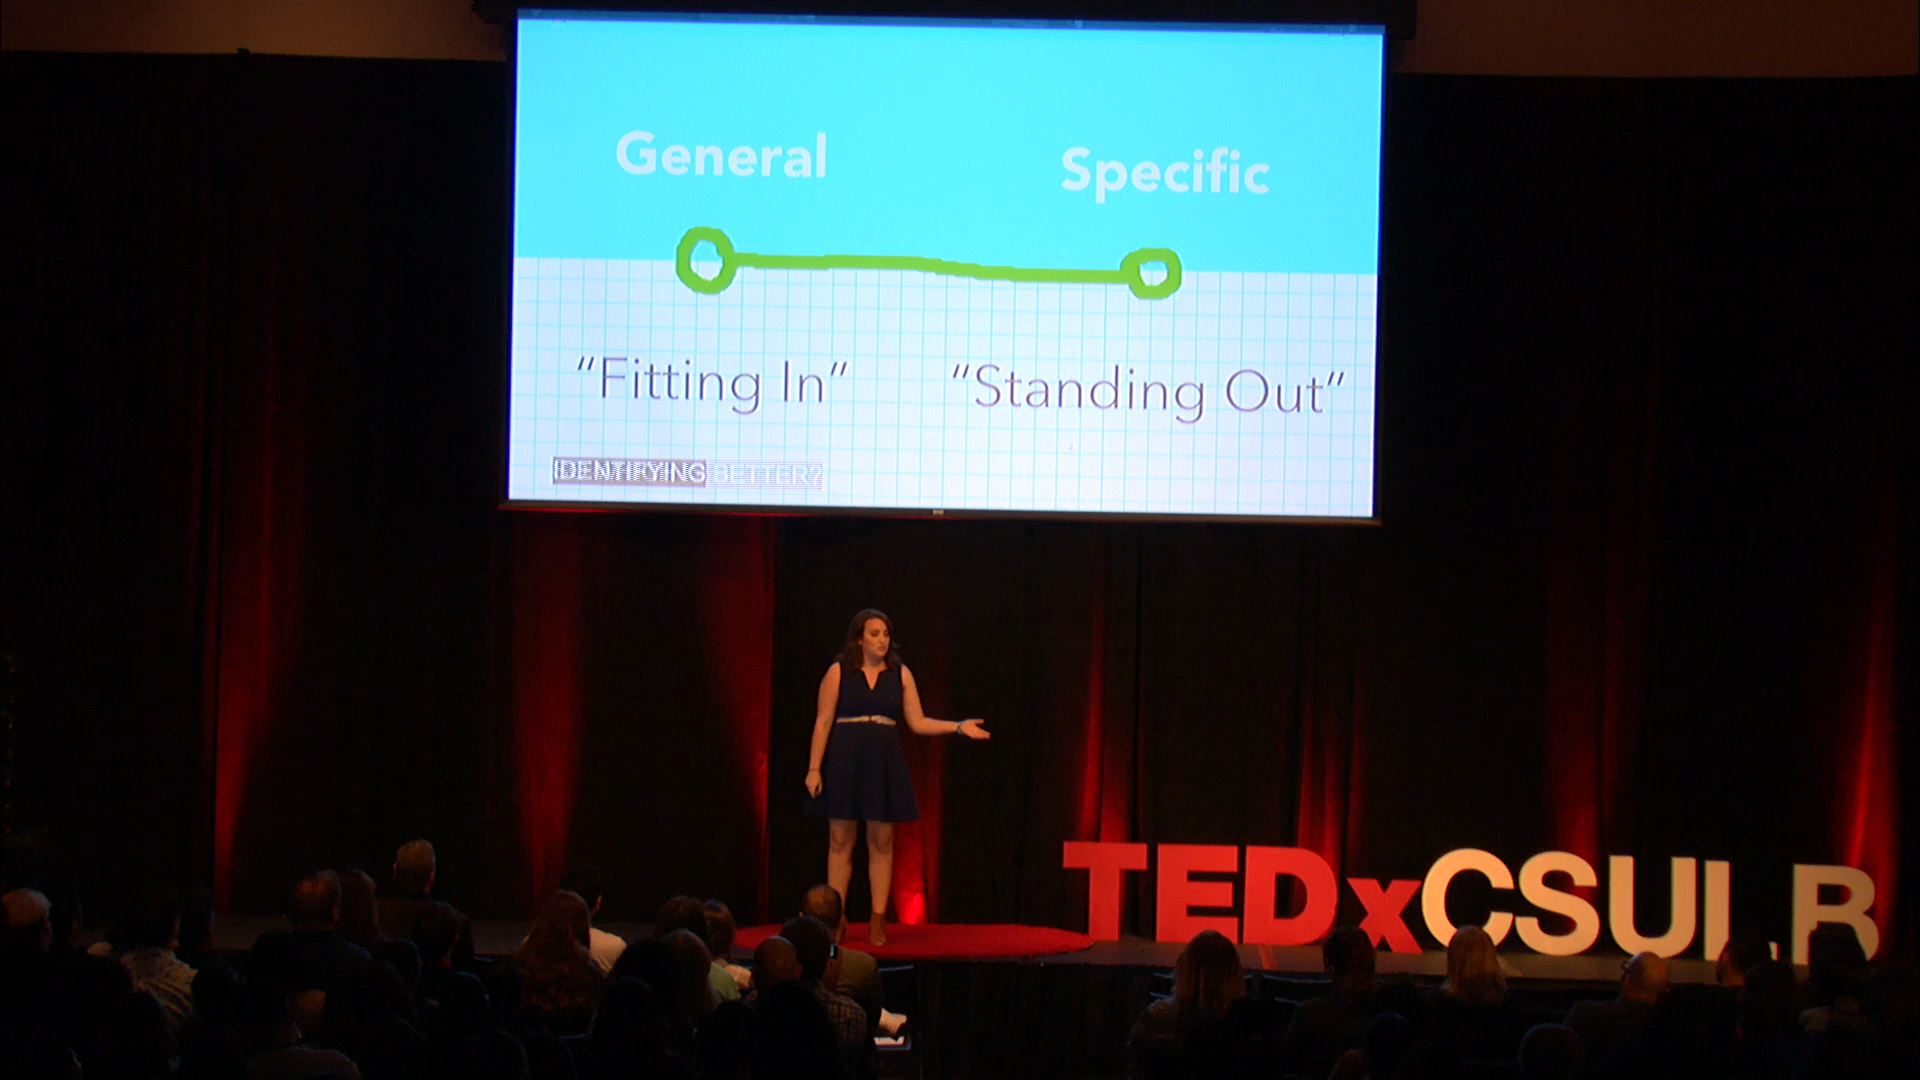 General Specific
“Fitting In” “Standing Out”
IDENTIFYING BETTER?
TEDxCSULB